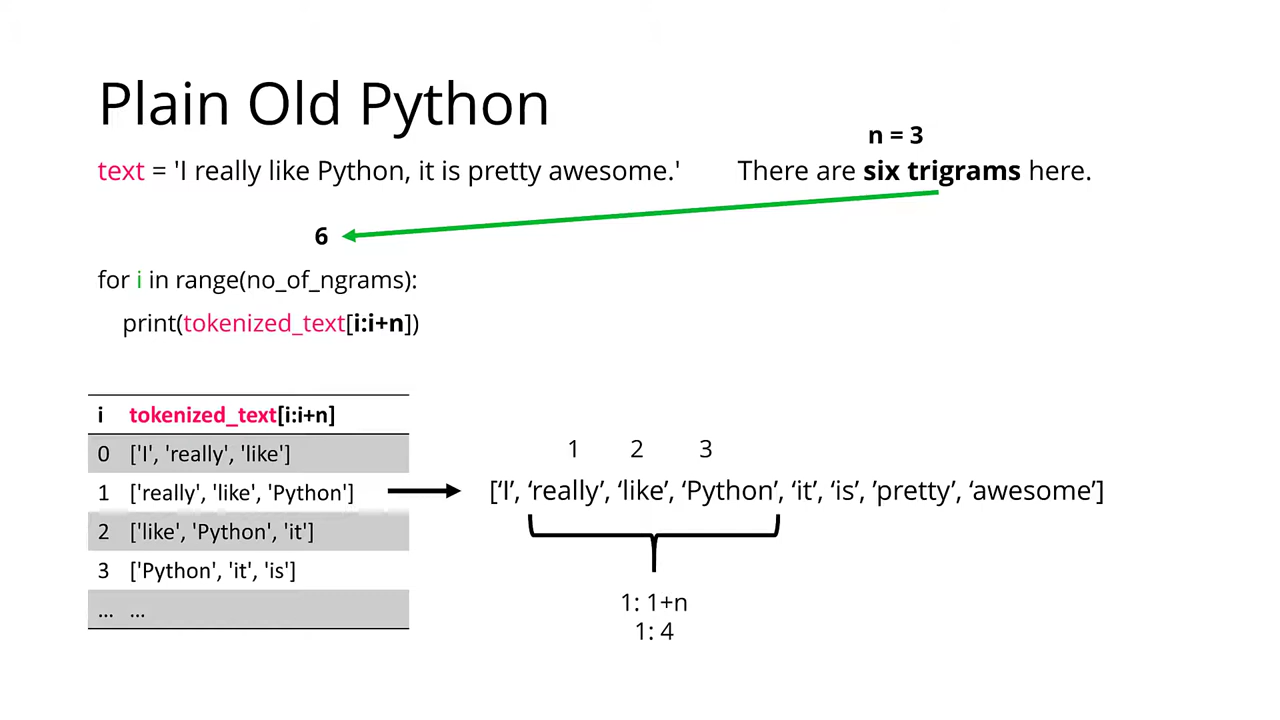 Plain Old Python
n = 3
text = 'I really like Python, it is pretty awesome.' There are six trigrams here.
6
for i in range(no_of_ngrams):
print(tokenized_text[i:i+n])
i tokenized_text[i:i+n]
0 ['I', 'really', 'like']
1 ['really', 'like', 'Python']
2 ['like', 'Python', 'it']
3 ['Python', 'it', 'is']
... ...
1 2 3
[‘I’, ‘really’, ‘like’, ‘Python’, ‘it’, ‘is’, ’pretty’, ‘awesome’]
1: 1+n
1: 4